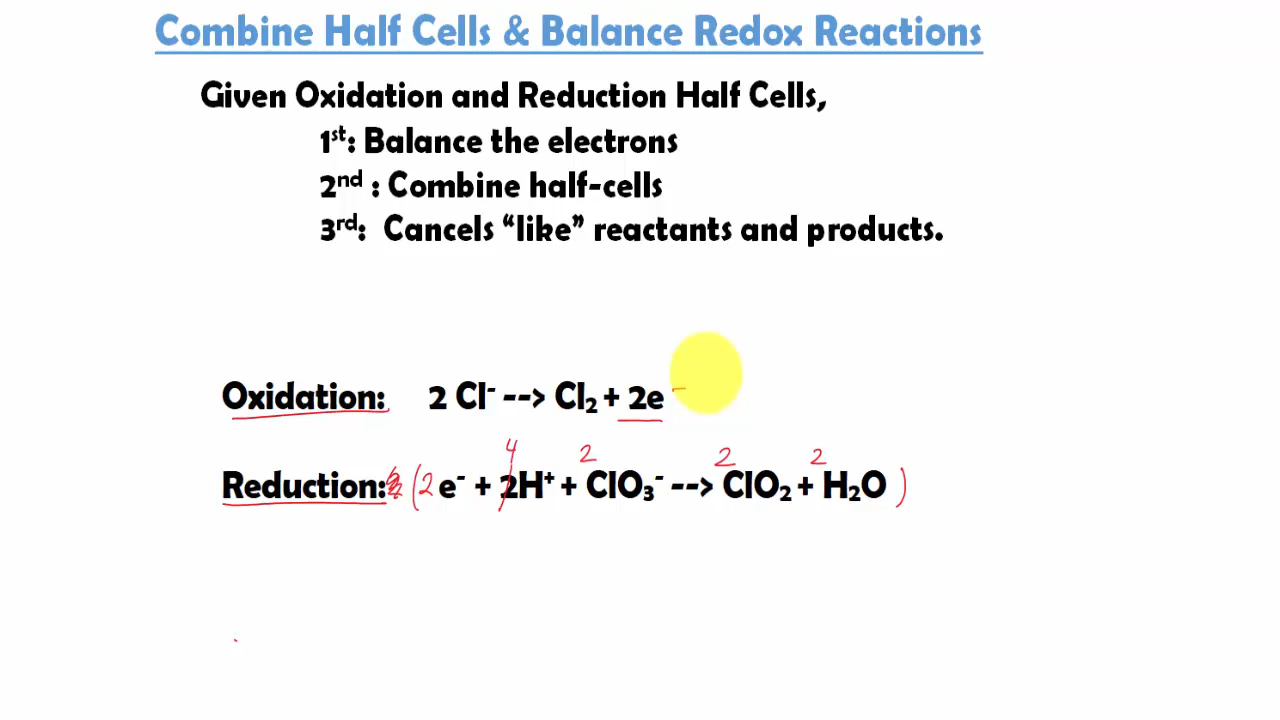 Combine Half Cells & Balance Redox Reactions
Given Oxidation and Reduction Half Cells,
1st: Balance the electrons
2nd : Combine half-cells
3rd: Cancels “like” reactants and products.
Oxidation: 2 Cl⁻ --> Cl₂ + 2e⁻
4 2 2 2
Reduction: (2 e⁻ + 2H⁺ + ClO₃⁻ --> ClO₂ + H₂O )